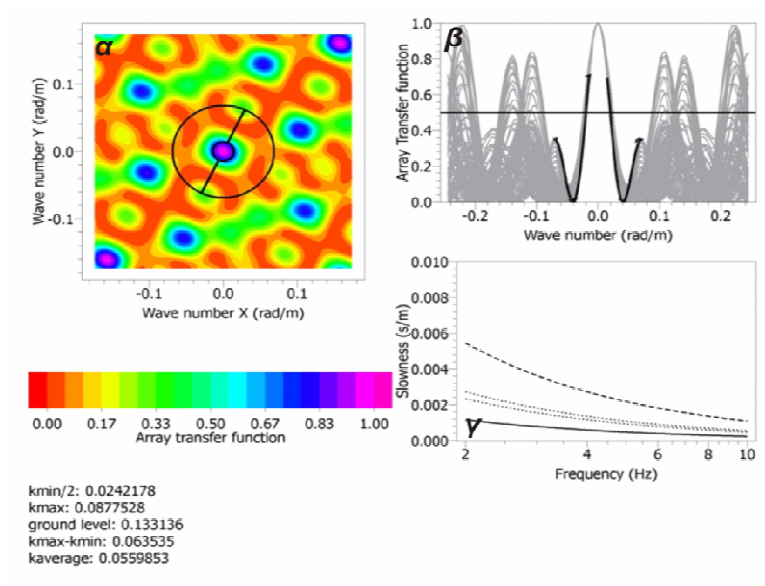 α
Wave number Y (rad/m)
0.1
0.0
-0.1
-0.1
0.0
0.1
Wave number X (rad/m)
β
Array Transfer function
1.0
0.8
0.6
0.4
0.2
0.0
-0.2
-0.1
0.0
0.1
0.2
Wave number (rad/m)
0.00 0.17 0.33 0.50 0.67 0.83 1.00
Array transfer function
γ
Slowness (s/m)
0.010
0.008
0.006
0.004
0.002
0.000
2 4 6 8 10
Frequency (Hz)
kmin/2: 0.0242178
kmax: 0.0877528
ground level: 0.133136
kmax-kmin: 0.063535
kaverage: 0.0559853